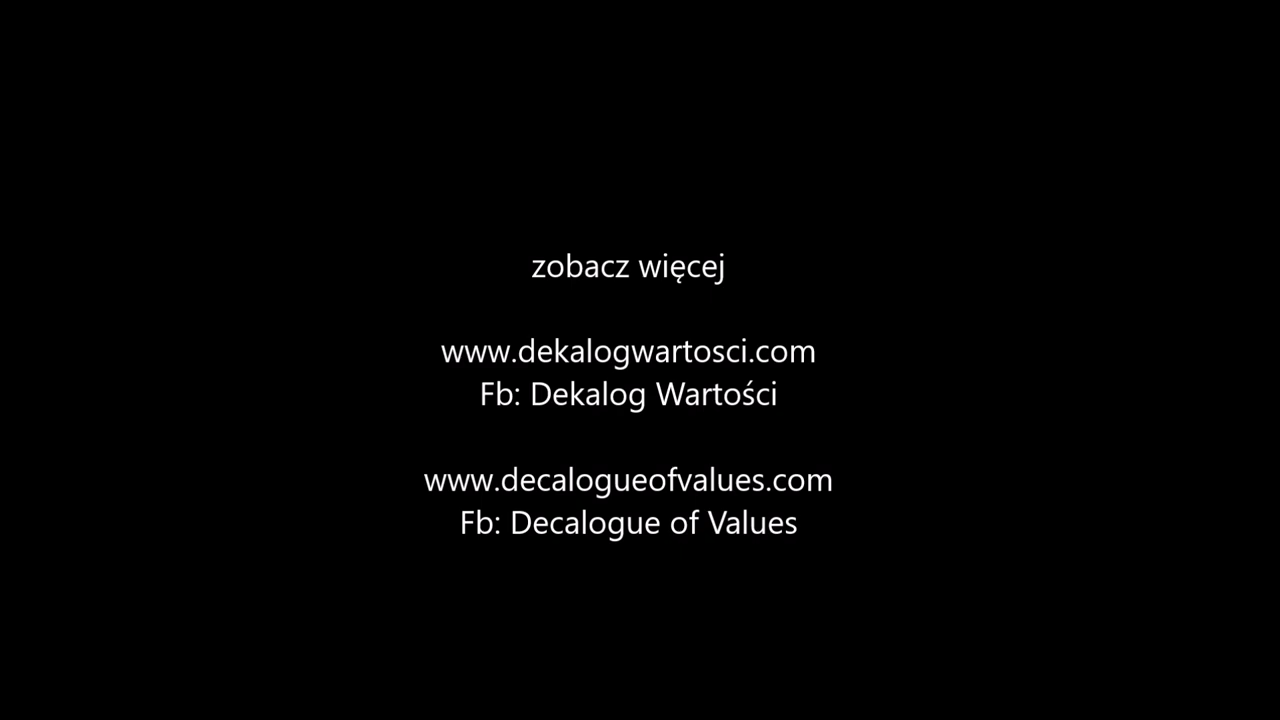 zobacz więcej
www.dekalogwartosci.com
Fb: Dekalog Wartości
www.decalogueofvalues.com
Fb: Decalogue of Values